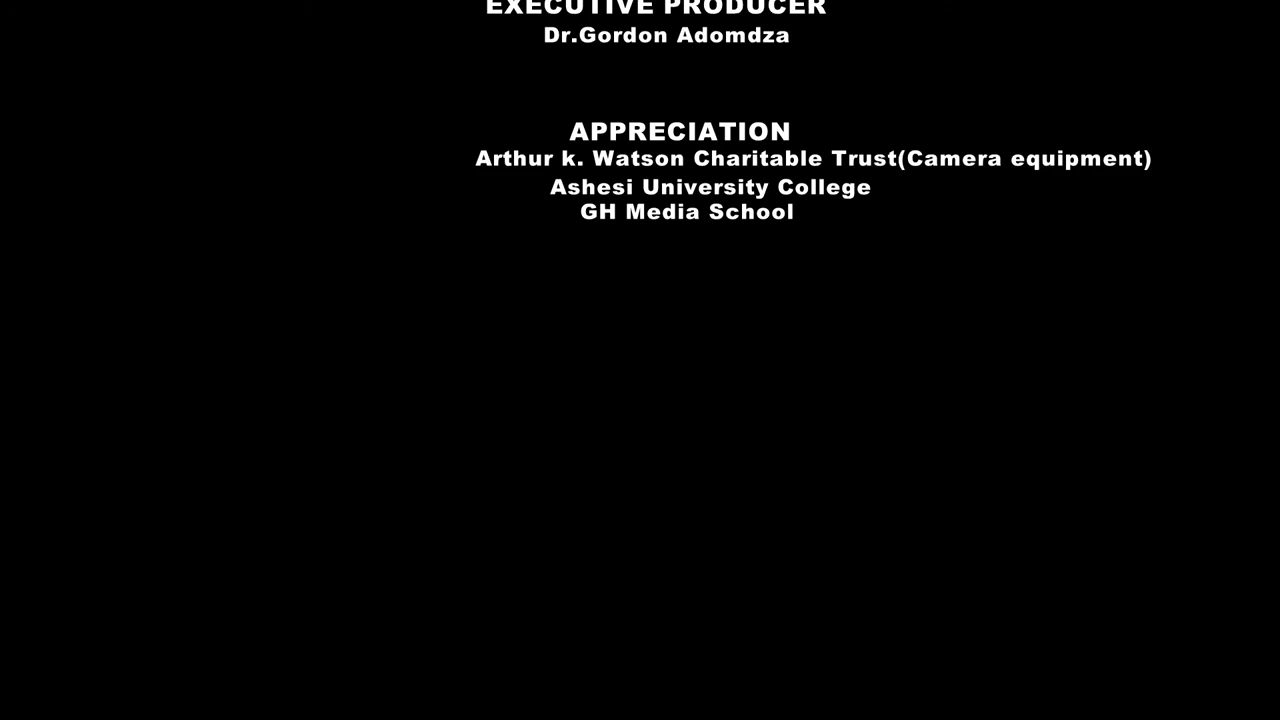 EXECUTIVE PRODUCER
Dr.Gordon Adomdza
APPRECIATION
Arthur k. Watson Charitable Trust(Camera equipment)
Ashesi University College
GH Media School